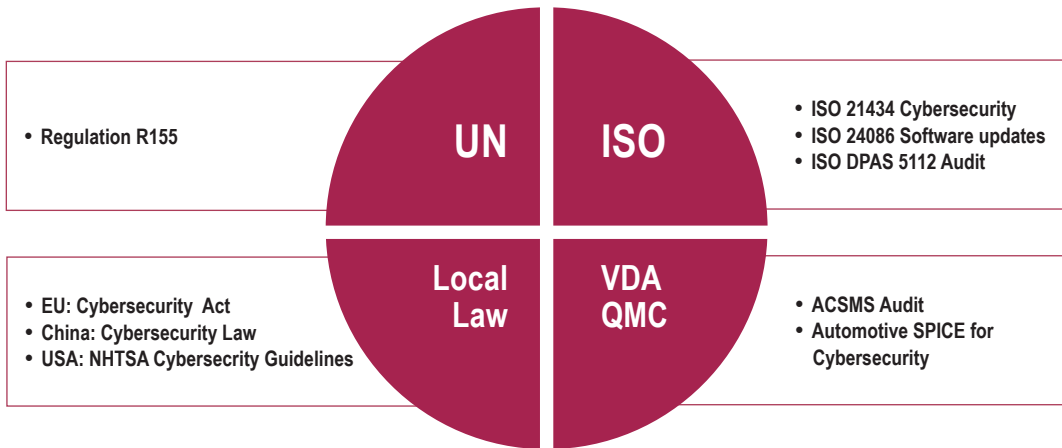 • Regulation R155
UN
ISO
• ISO 21434 Cybersecurity
• ISO 24086 Software updates
• ISO DPAS 5112 Audit
• EU: Cybersecurity Act
• China: Cybersecurity Law
• USA: NHTSA Cybersecrity Guidelines
Local
Law
VDA
QMC
• ACSMS Audit
• Automotive SPICE for
Cybersecurity